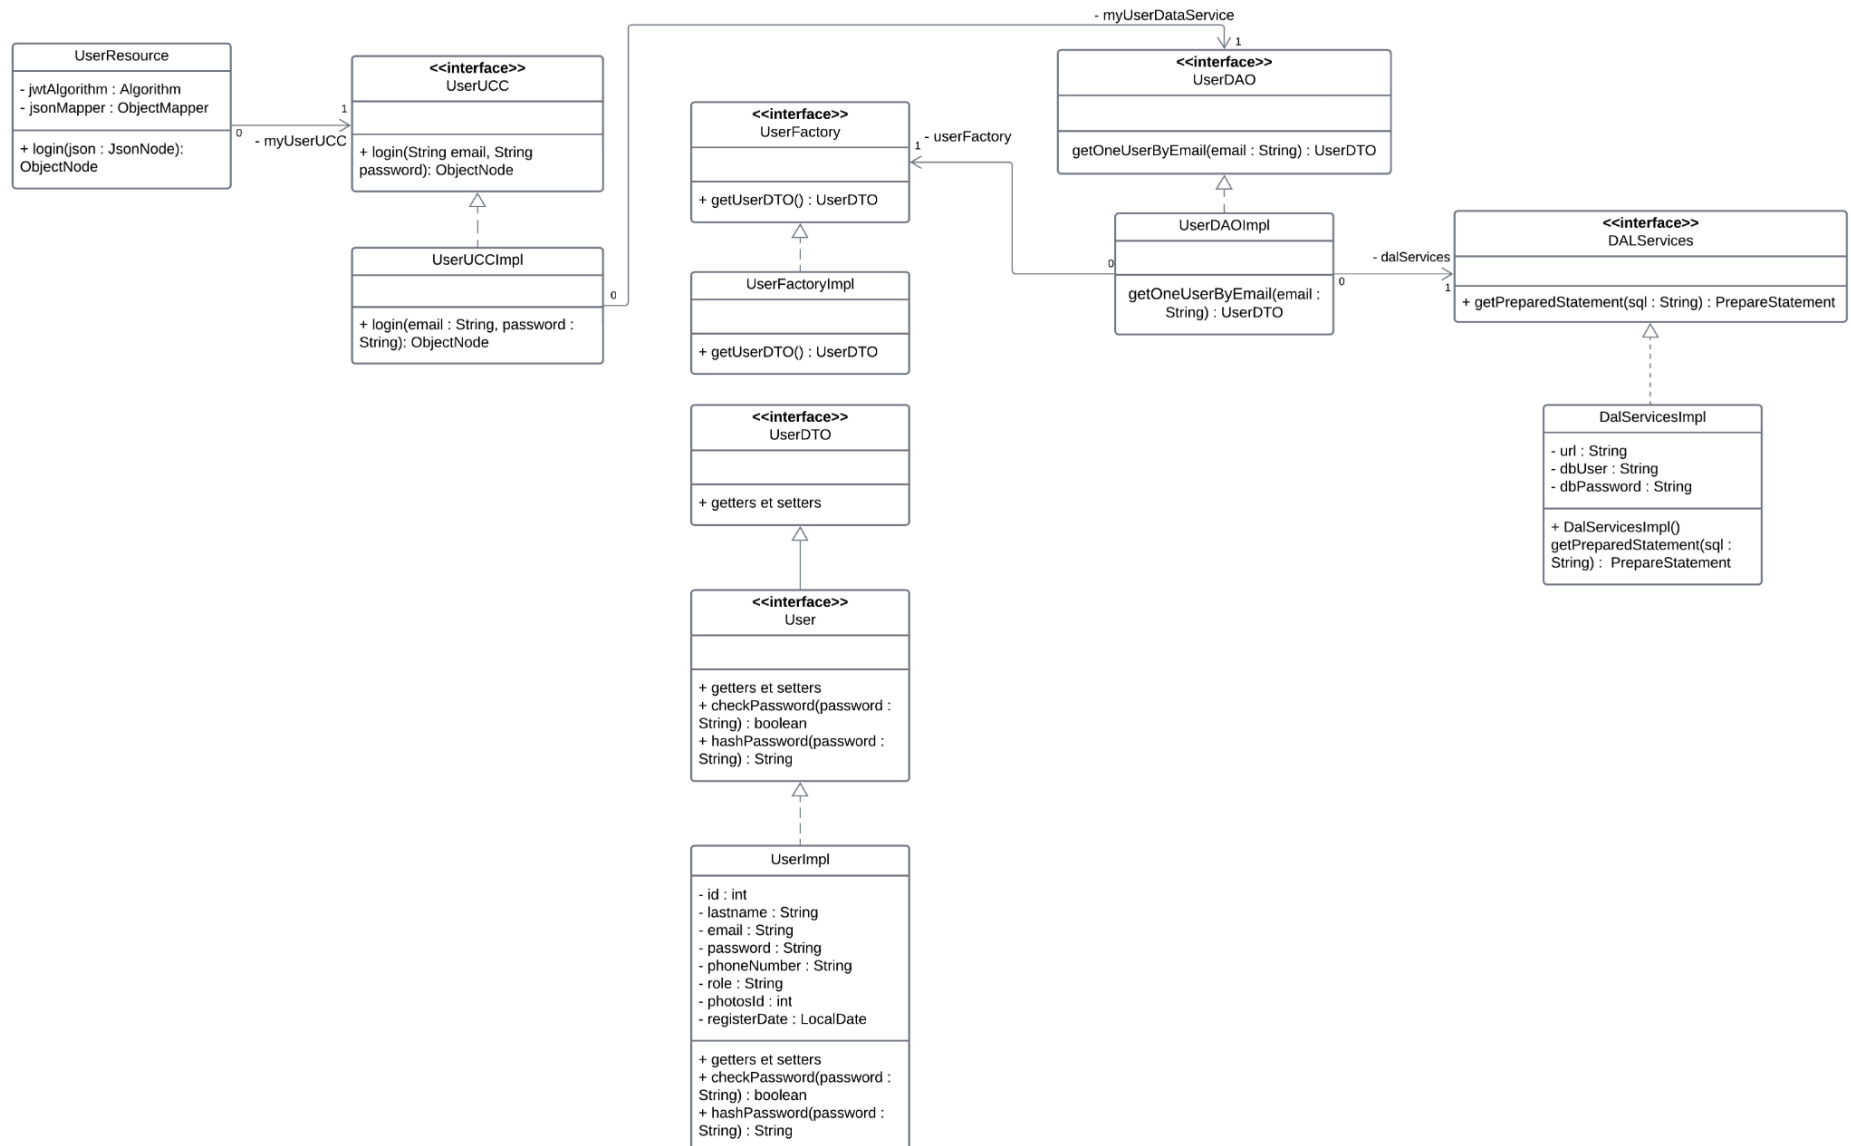 - myUserDataService
1
UserResource
- jwtAlgorithm : Algorithm
- jsonMapper : ObjectMapper
+ login(json : JsonNode):
ObjectNode
0
- myUserUCC
1
<<interface>>
UserUCC
+ login(String email, String
password): ObjectNode
UserUCCImpl
+ login(email : String, password :
String): ObjectNode
0
<<interface>>
UserFactory
+ getUserDTO() : UserDTO
1
- userFactory
UserFactoryImpl
+ getUserDTO() : UserDTO
<<interface>>
UserDTO
+ getters et setters
<<interface>>
User
+ getters et setters
+ checkPassword(password :
String) : boolean
+ hashPassword(password :
String) : String
UserImpl
- id : int
- lastname : String
- email : String
- password : String
- phoneNumber : String
- role : String
- photosId : int
- registerDate : LocalDate
+ getters et setters
+ checkPassword(password :
String) : boolean
+ hashPassword(password :
String) : String
<<interface>>
UserDAO
getOneUserByEmail(email : String) : UserDTO
UserDAOImpl
getOneUserByEmail(email :
String) : UserDTO
0
0
- dalServices
1
<<interface>>
DALServices
+ getPreparedStatement(sql : String) : PrepareStatement
DalServicesImpl
- url : String
- dbUser : String
- dbPassword : String
+ DalServicesImpl()
getPreparedStatement(sql :
String) :  PrepareStatement